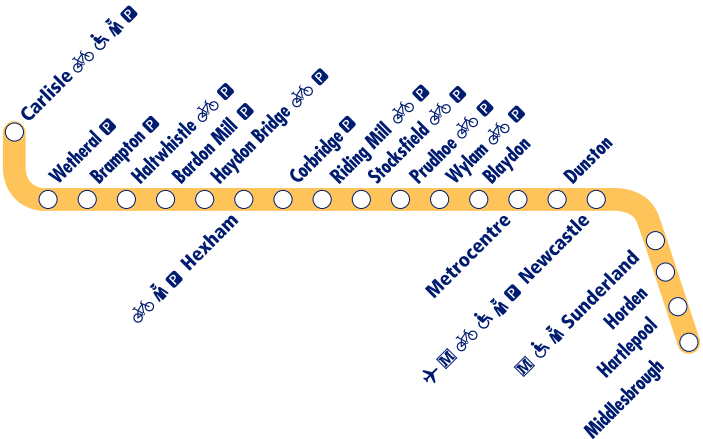 Carlisle P
Wetheral P
Brampton P
Haltwhistle P
Bardon Mill P
Haydon Bridge P
P Hexham
Corbridge P
Riding Mill P
Stocksfield P
Prudhoe P
Wylam P
Blaydon
Metrocentre
Dunston
M P Newcastle
M Sunderland
Horden
Hartlepool
Middlesbrough